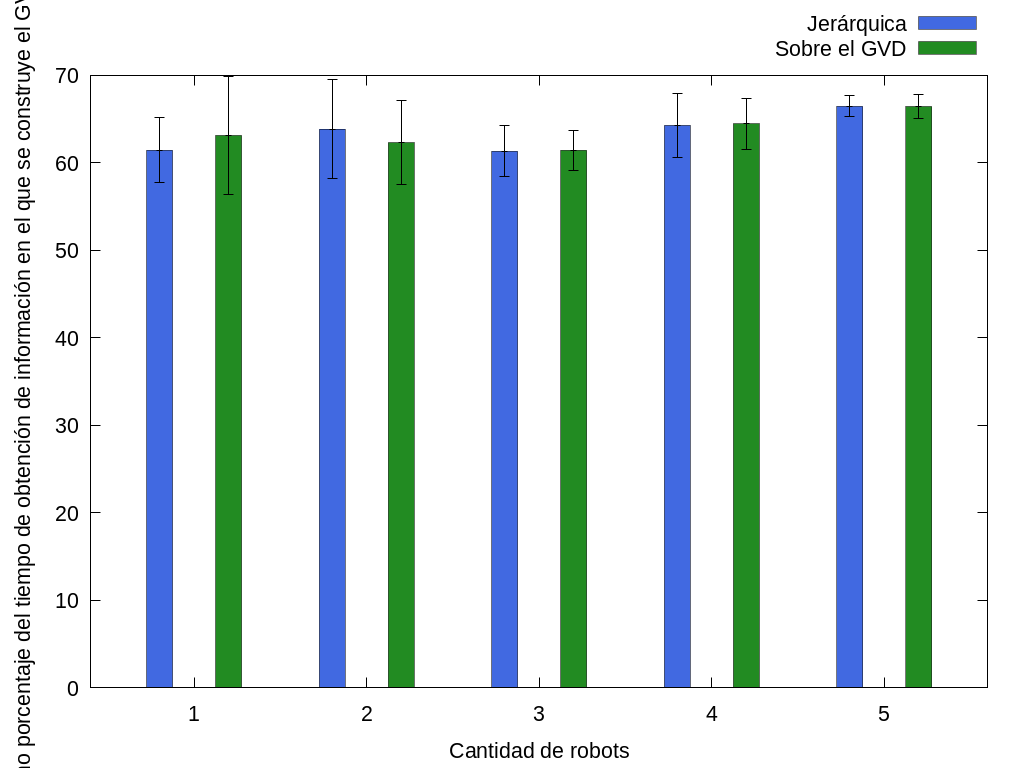 Jerárquica
Sobre el GVD
70
60
50
40
30
20
10
0
porcentaje del tiempo de obtención de información en el que se construye el
1 2 3 4 5
Cantidad de robots